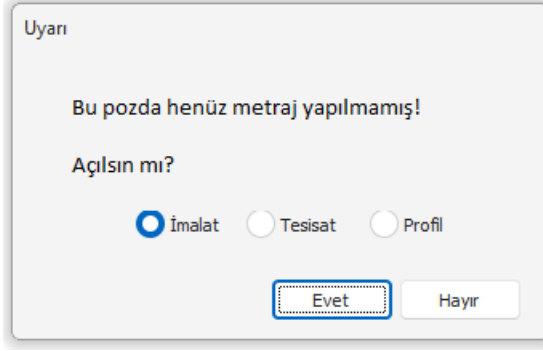 Uyarı
Bu pozda henüz metraj yapılmamış!
Açılsın mı?
İmalat Tesisat Profil
Evet Hayır